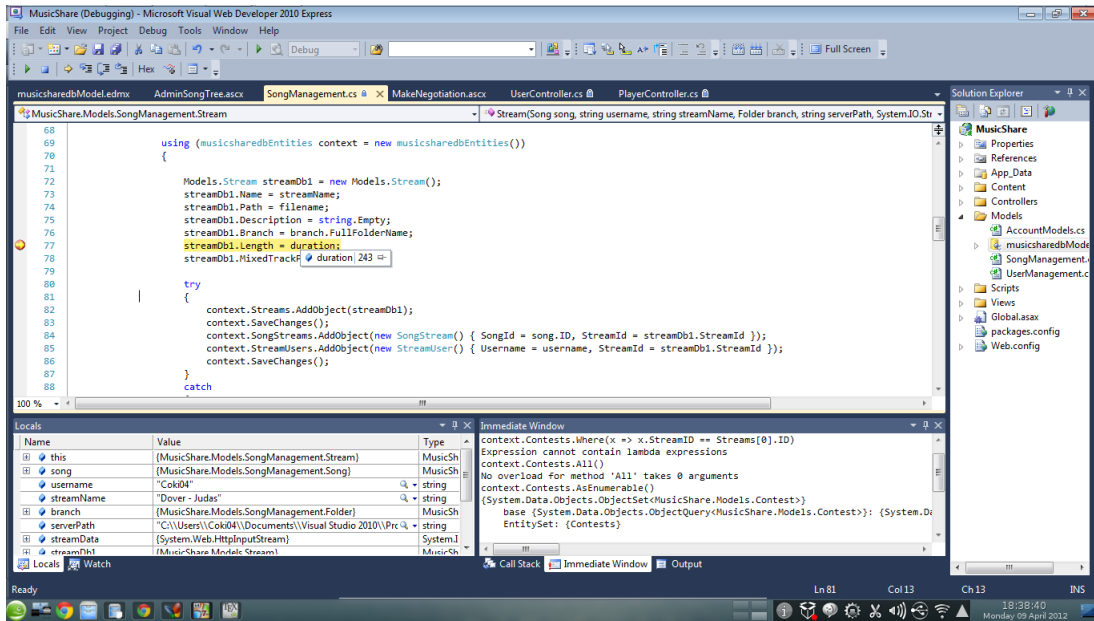 MusicShare (Debugging) - Microsoft Visual Web Developer 2010 Express
File Edit View Project Debug Tools Window Help
Debug Full Screen
Hex
musicsharedbModel.edmx AdminSongTree.ascx SongManagement.cs MakeNegotiation.ascx UserController.cs PlayerController.cs
MusicShare.Models.SongManagement.Stream Stream(Song song, string username, string streamName, Folder branch, string serverPath, System.IO.Str
68
69 using (musicsharedbEntities context = new musicsharedbEntities())
70 {
71
72 Models.Stream streamDb1 = new Models.Stream();
73 streamDb1.Name = streamName;
74 streamDb1.Path = filename;
75 streamDb1.Description = string.Empty;
76 streamDb1.Branch = branch.FullFolderName;
77 streamDb1.Length = duration;
78 streamDb1.MixedTrackF duration 243
79
80 try
81 {
82 context.Streams.AddObject(streamDb1);
83 context.SaveChanges();
84 context.SongStreams.AddObject(new SongStream() { SongId = song.ID, StreamId = streamDb1.StreamId });
85 context.StreamUsers.AddObject(new StreamUser() { Username = username, StreamId = streamDb1.StreamId });
86 context.SaveChanges();
87 }
88 catch
100 %
Solution Explorer
MusicShare
Properties
References
App_Data
Content
Controllers
Models
AccountModels.cs
musicsharedbMode
SongManagement.
UserManagement.c
Scripts
Views
Global.asax
packages.config
Web.config
Locals
Name Value Type
this {MusicShare.Models.SongManagement.Stream} MusicSh
song {MusicShare.Models.SongManagement.Song} MusicSh
username "Coki04" string
streamName "Dover - Judas" string
branch {MusicShare.Models.SongManagement.Folder} MusicSh
serverPath "C:\\Users\\Coki04\\Documents\\Visual Studio 2010\\Prc string
streamData {System.Web.HttpInputStream} System.I
streamDb1 {MusicShare.Models.Stream} MusicSh
Locals Watch
Immediate Window
context.Contests.Where(x => x.StreamID == Streams[0].ID)
Expression cannot contain lambda expressions
context.Contests.All()
No overload for method 'All' takes 0 arguments
context.Contests.AsEnumerable()
{System.Data.Objects.ObjectSet<MusicShare.Models.Contest>}
base {System.Data.Objects.ObjectQuery<MusicShare.Models.Contest>}: {System.Da
EntitySet: {Contests}
Call Stack Immediate Window Output
Ready Ln 81 Col 13 Ch 13 INS
18:38:40
Monday 09 April 2012